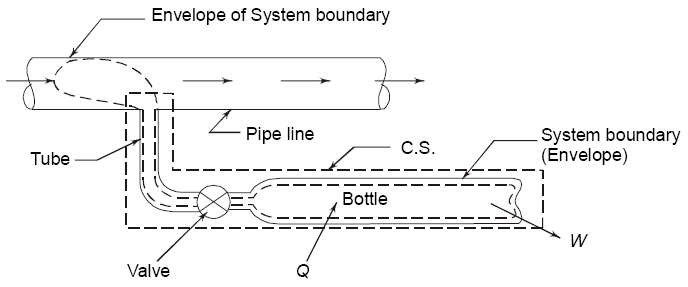 Envelope of System boundary
Pipe line
C.S.
System boundary
(Envelope)
Tube
Bottle
W
Valve
Q